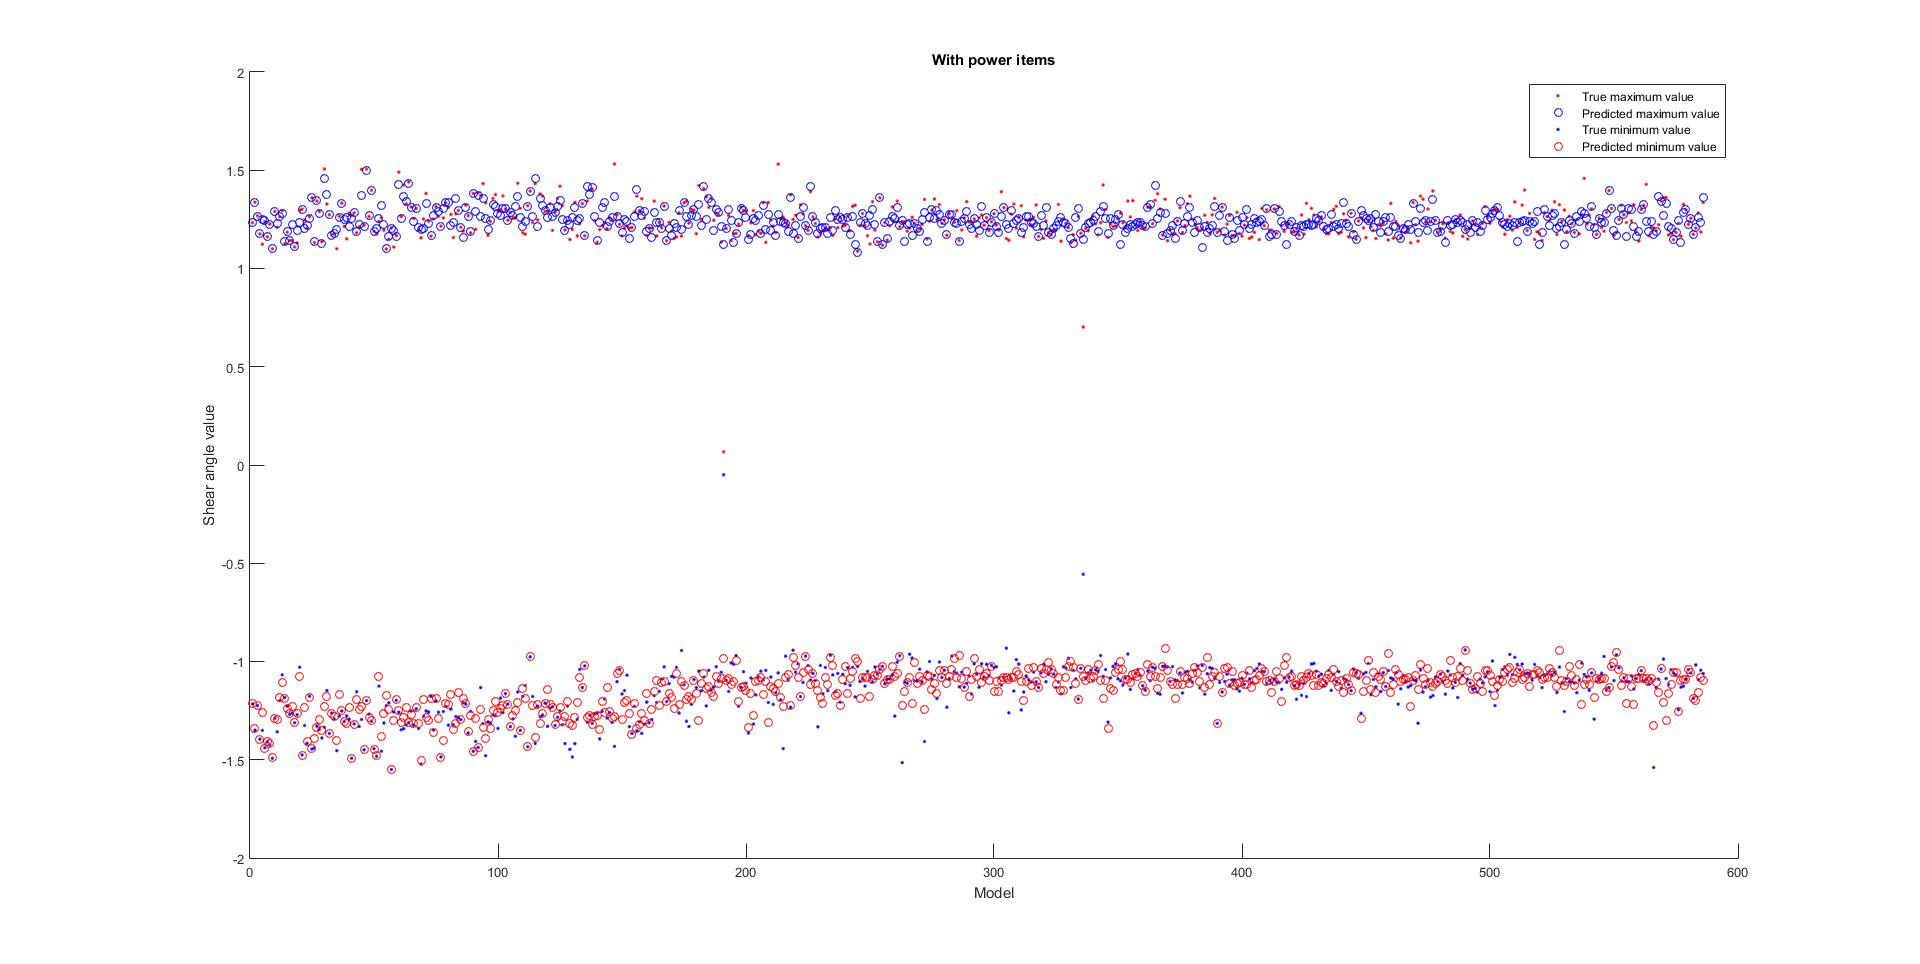 With power items
True maximum value
Predicted maximum value
True minimum value
Predicted minimum value
2
1.5
1
0.5
0
-0.5
-1
-1.5
-2
Shear angle value
0 100 200 300 400 500 600
Model